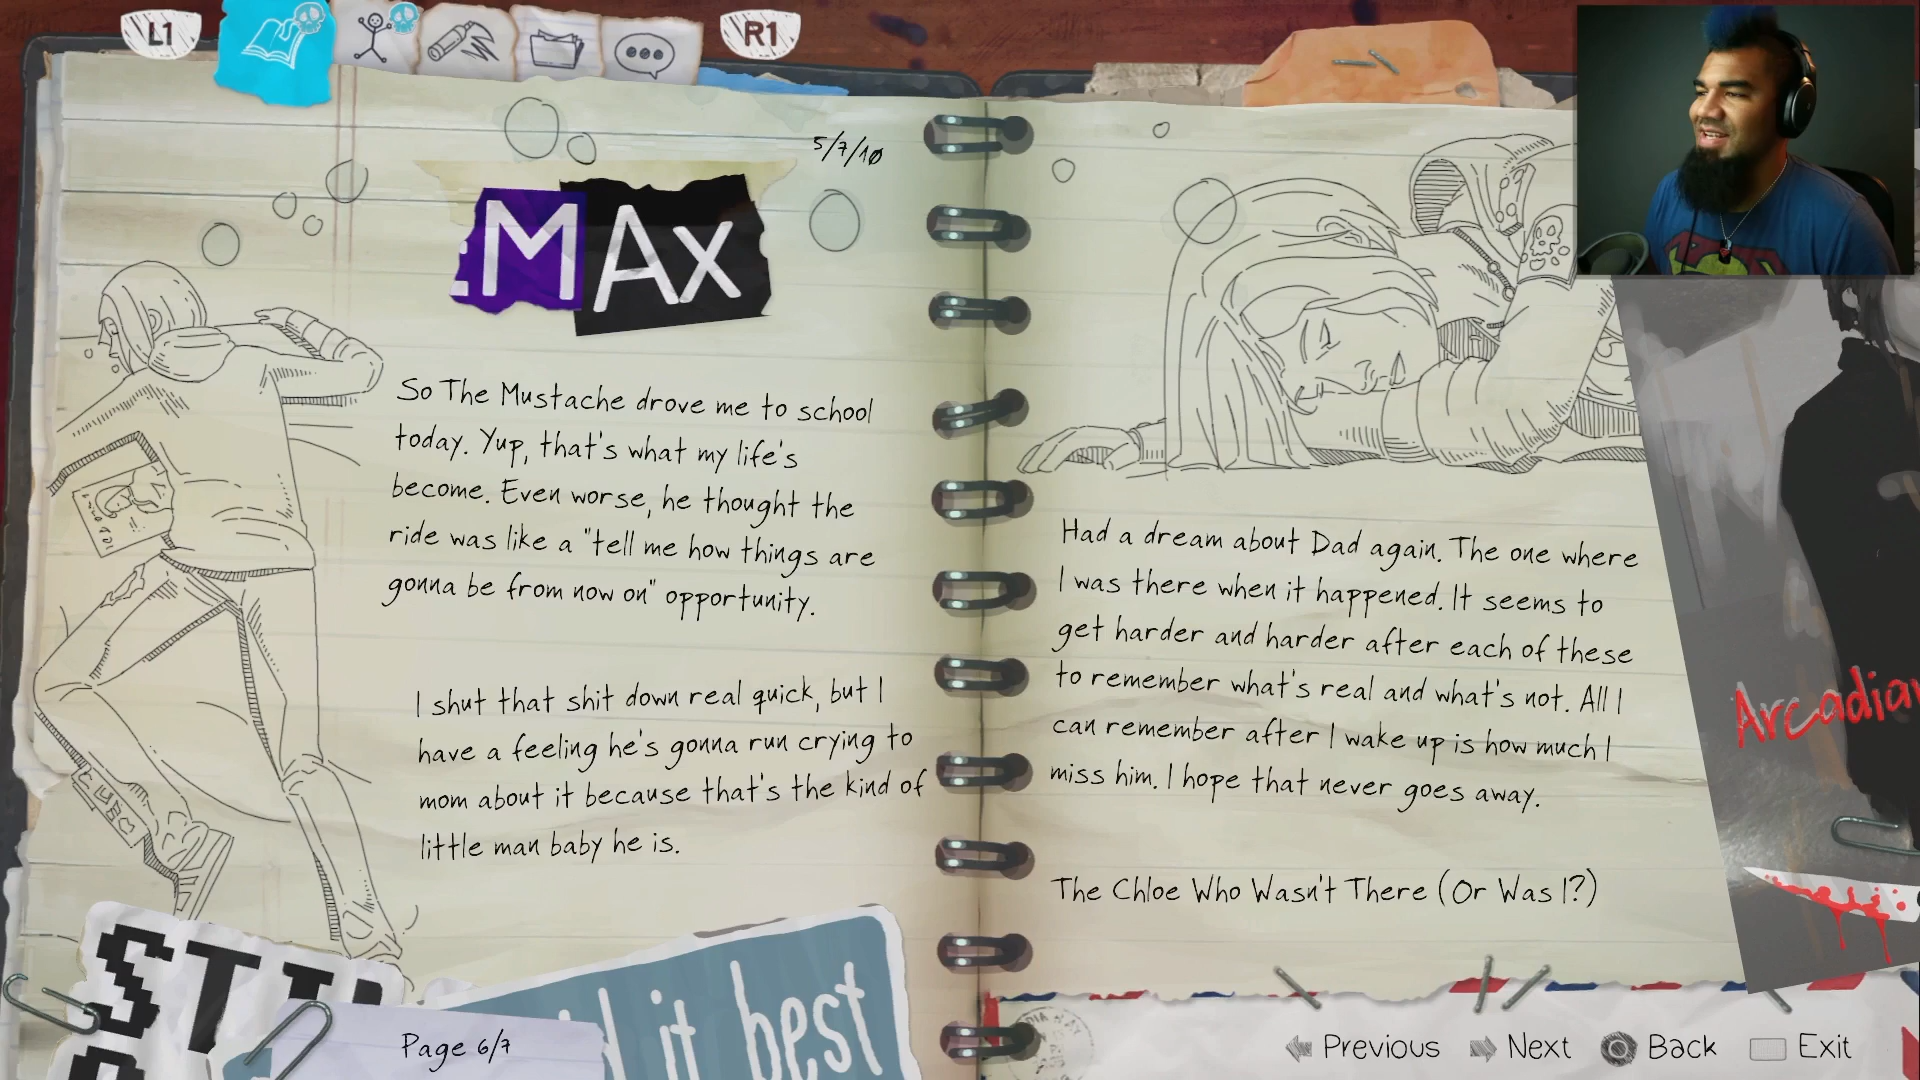 L1
R1
5/7/10
MAX
So The Mustache drove me to school
today. Yup, that's what my life's
become. Even worse, he thought the
ride was like a "tell me how things are
gonna be from now on" opportunity.
I shut that shit down real quick, but I
have a feeling he's gonna run crying to
mom about it because that's the kind of
little man baby he is.
Had a dream about Dad again. The one where
I was there when it happened. It seems to
get harder and harder after each of these
to remember what's real and what's not. All I
can remember after I wake up is how much I
miss him. I hope that never goes away.
The Chloe Who Wasn't There (Or Was I?)
Arcadia
it best
Page 6/7
Previous
Next
Back
Exit